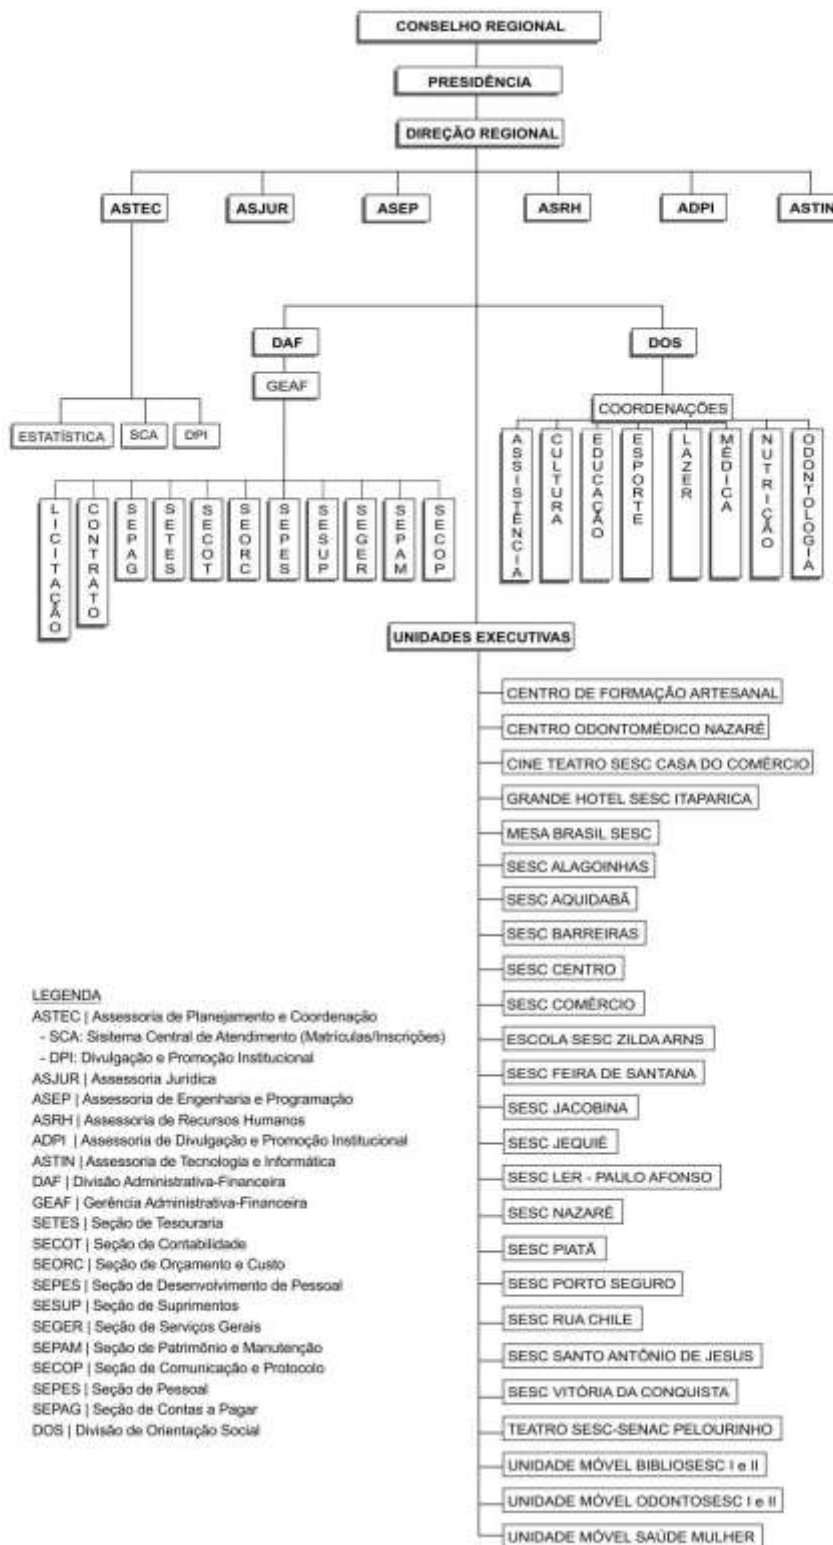 CONSELHO REGIONAL
PRESIDÊNCIA
DIREÇÃO REGIONAL
ASTEC
ASJUR
ASEP
ASRH
ADPI
ASTIN
DAF
DOS
GEAF
COORDENAÇÕES
ESTATÍSTICA
SCA
DPI
ASSISTÊNCIA
CULTURA
EDUCAÇÃO
ESPORTE
LAZER
MÉDICA
NUTRIÇÃO
ODONTOLOGIA
LICITAÇÃO
CONTRATO
SEPAG
SETES
SECOT
SEORC
SEPES
SESUP
SEGER
SEPAM
SECOP
UNIDADES EXECUTIVAS
CENTRO DE FORMAÇÃO ARTESANAL
CENTRO ODONTOMÉDICO NAZARÉ
CINE TEATRO SESC CASA DO COMÉRCIO
GRANDE HOTEL SESC ITAPARICA
MESA BRASIL SESC
SESC ALAGOINHAS
SESC AQUIDABÃ
SESC BARREIRAS
SESC CENTRO
SESC COMÉRCIO
ESCOLA SESC ZILDA ARNS
SESC FEIRA DE SANTANA
SESC JACOBINA
SESC JEQUIÉ
SESC LER - PAULO AFONSO
SESC NAZARÉ
SESC PIATÃ
SESC PORTO SEGURO
SESC RUA CHILE
SESC SANTO ANTÔNIO DE JESUS
SESC VITÓRIA DA CONQUISTA
TEATRO SESC-SENAC PELOURINHO
UNIDADE MÓVEL BIBLIOSESC I e II
UNIDADE MÓVEL ODONTOSESC I e II
UNIDADE MÓVEL SAÚDE MULHER
LEGENDA
ASTEC | Assessoria de Planejamento e Coordenação
- SCA: Sistema Central de Atendimento (Matrículas/Inscrições)
- DPI: Divulgação e Promoção Institucional
ASJUR | Assessoria Jurídica
ASEP | Assessoria de Engenharia e Programação
ASRH | Assessoria de Recursos Humanos
ADPI | Assessoria de Divulgação e Promoção Institucional
ASTIN | Assessoria de Tecnologia e Informática
DAF | Divisão Administrativa-Financeira
GEAF | Gerência Administrativa-Financeira
SETES | Seção de Tesouraria
SECOT | Seção de Contabilidade
SEORC | Seção de Orçamento e Custo
SEPES | Seção de Desenvolvimento de Pessoal
SESUP | Seção de Suprimentos
SEGER | Seção de Serviços Gerais
SEPAM | Seção de Patrimônio e Manutenção
SECOP | Seção de Comunicação e Protocolo
SEPES | Seção de Pessoal
SEPAG | Seção de Contas a Pagar
DOS | Divisão de Orientação Social